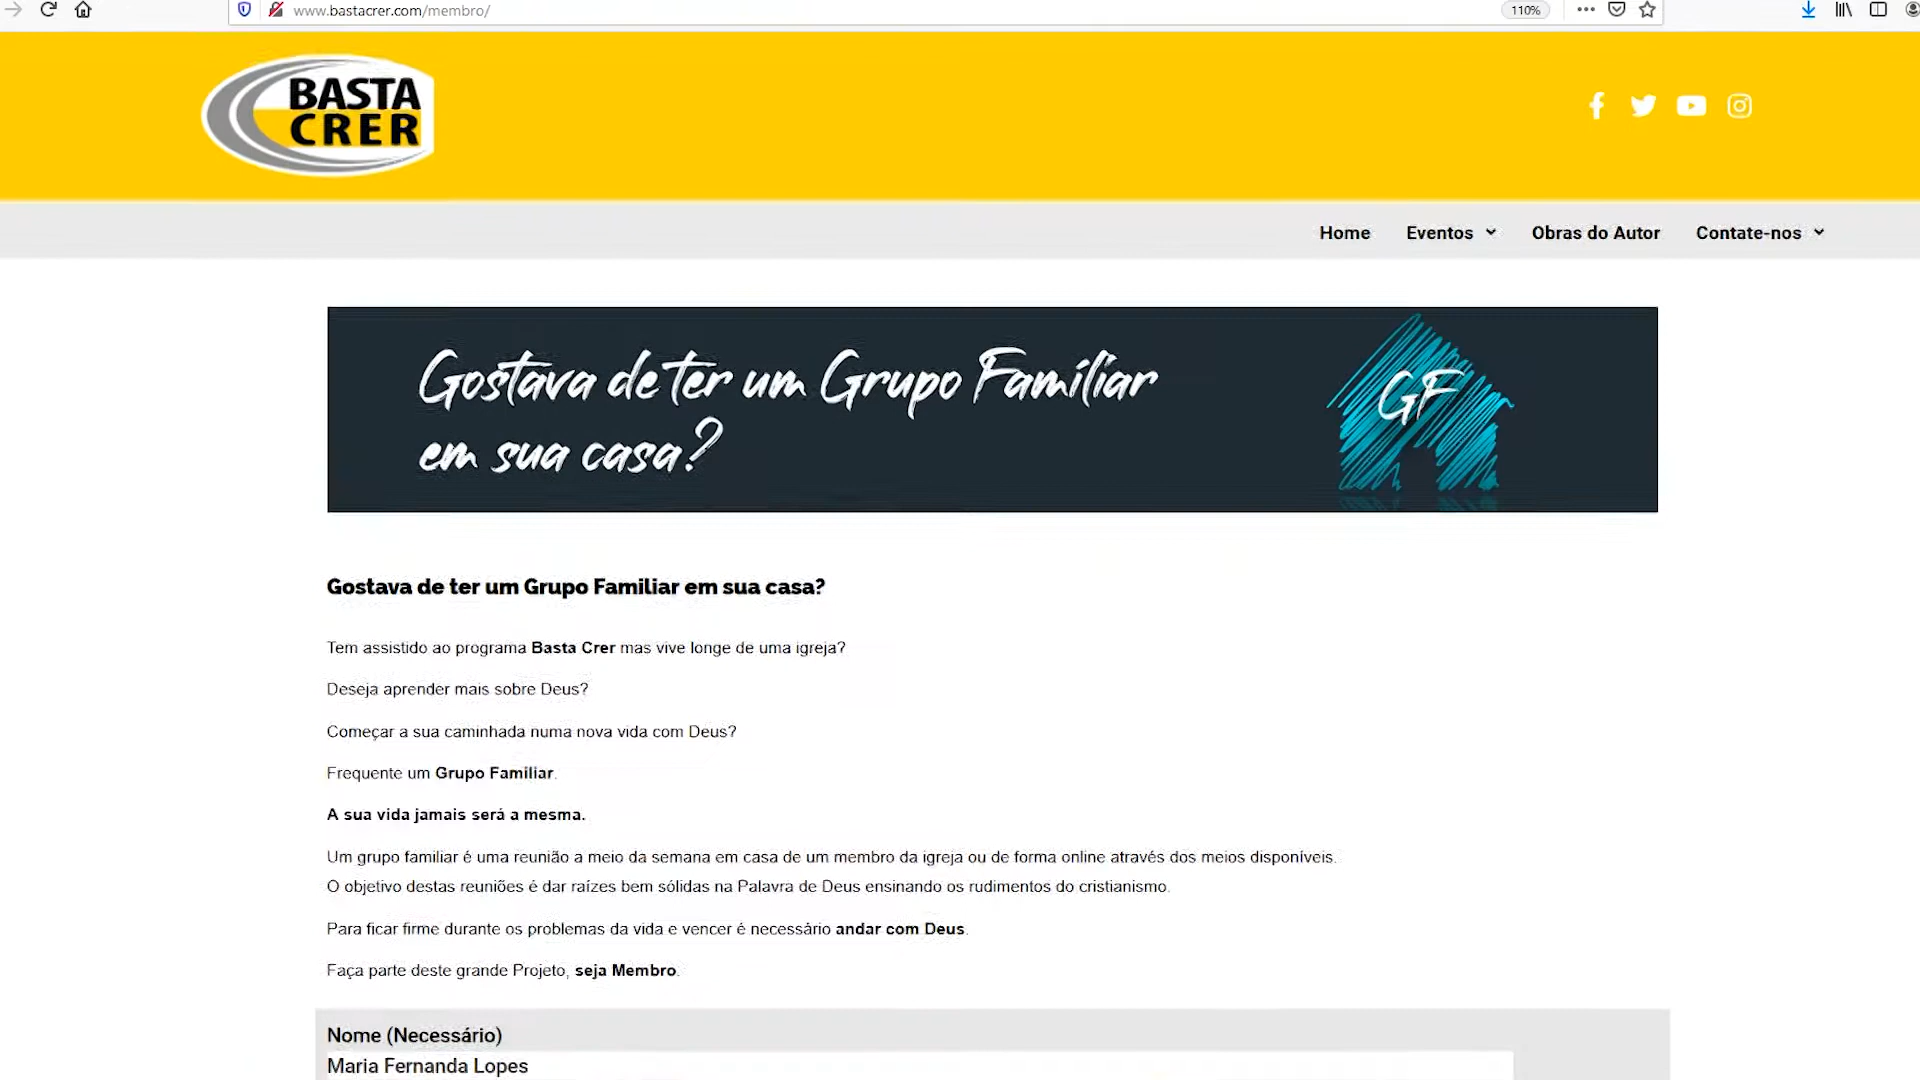 www.bastacrer.com/membro/
110%
BASTA
CRER
Home
Eventos
Obras do Autor
Contate-nos
Gostava de ter um Grupo Familiar
em sua casa?
GF
Gostava de ter um Grupo Familiar em sua casa?
Tem assistido ao programa Basta Crer mas vive longe de uma igreja?
Deseja aprender mais sobre Deus?
Começar a sua caminhada numa nova vida com Deus?
Frequente um Grupo Familiar.
A sua vida jamais será a mesma.
Um grupo familiar é uma reunião a meio da semana em casa de um membro da igreja ou de forma online através dos meios disponíveis.
O objetivo destas reuniões é dar raízes bem sólidas na Palavra de Deus ensinando os rudimentos do cristianismo.
Para ficar firme durante os problemas da vida e vencer é necessário andar com Deus.
Faça parte deste grande Projeto, seja Membro.
Nome (Necessário)
Maria Fernanda Lopes